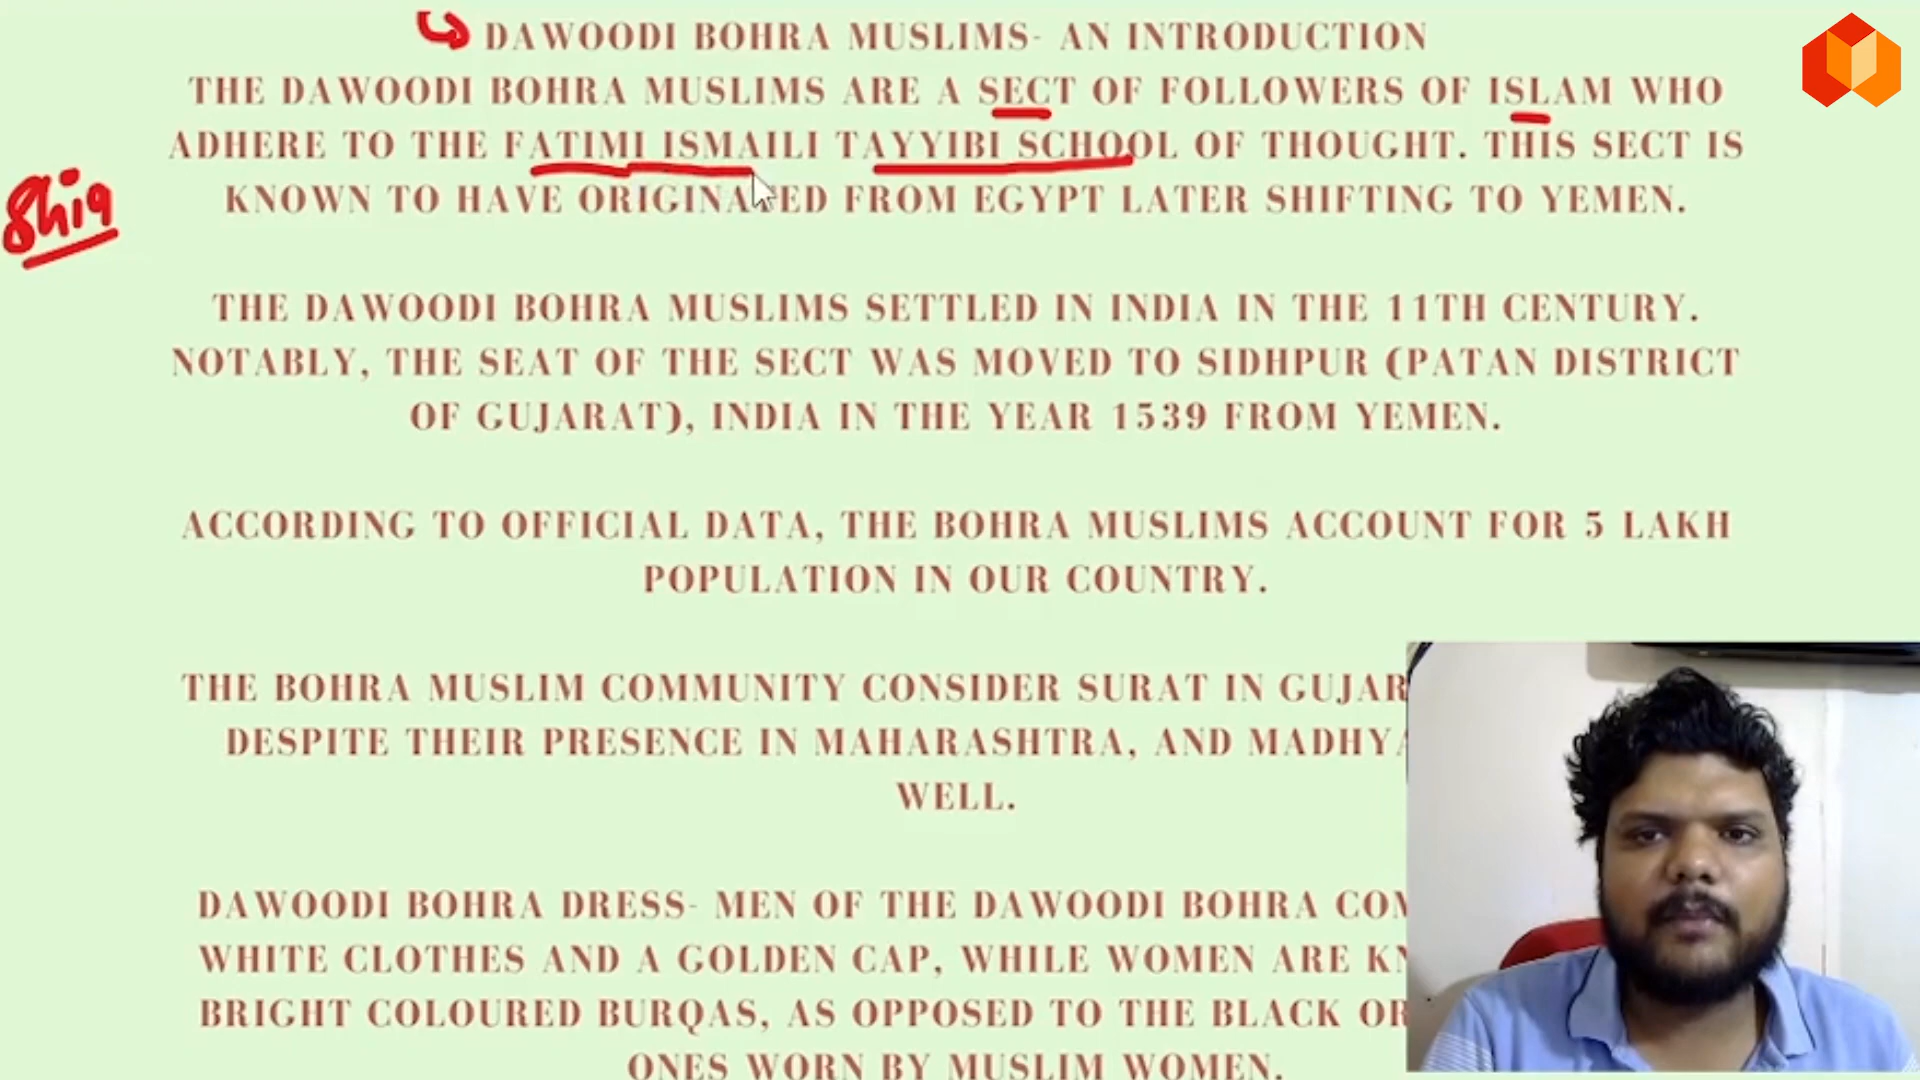 DAWOODI BOHRA MUSLIMS- AN INTRODUCTION
THE DAWOODI BOHRA MUSLIMS ARE A SECT OF FOLLOWERS OF ISLAM WHO
ADHERE TO THE FATIMI ISMAILI TAYYIBI SCHOOL OF THOUGHT. THIS SECT IS
Shia
KNOWN TO HAVE ORIGINATED FROM EGYPT LATER SHIFTING TO YEMEN.
THE DAWOODI BOHRA MUSLIMS SETTLED IN INDIA IN THE 11TH CENTURY.
NOTABLY, THE SEAT OF THE SECT WAS MOVED TO SIDHPUR (PATAN DISTRICT
OF GUJARAT), INDIA IN THE YEAR 1539 FROM YEMEN.
ACCORDING TO OFFICIAL DATA, THE BOHRA MUSLIMS ACCOUNT FOR 5 LAKH
POPULATION IN OUR COUNTRY.
THE BOHRA MUSLIM COMMUNITY CONSIDER SURAT IN GUJAR
DESPITE THEIR PRESENCE IN MAHARASHTRA, AND MADHYA
WELL.
DAWOODI BOHRA DRESS- MEN OF THE DAWOODI BOHRA COM
WHITE CLOTHES AND A GOLDEN CAP, WHILE WOMEN ARE KN
BRIGHT COLOURED BURQAS, AS OPPOSED TO THE BLACK OR
ONES WORN BY MUSLIM WOMEN.